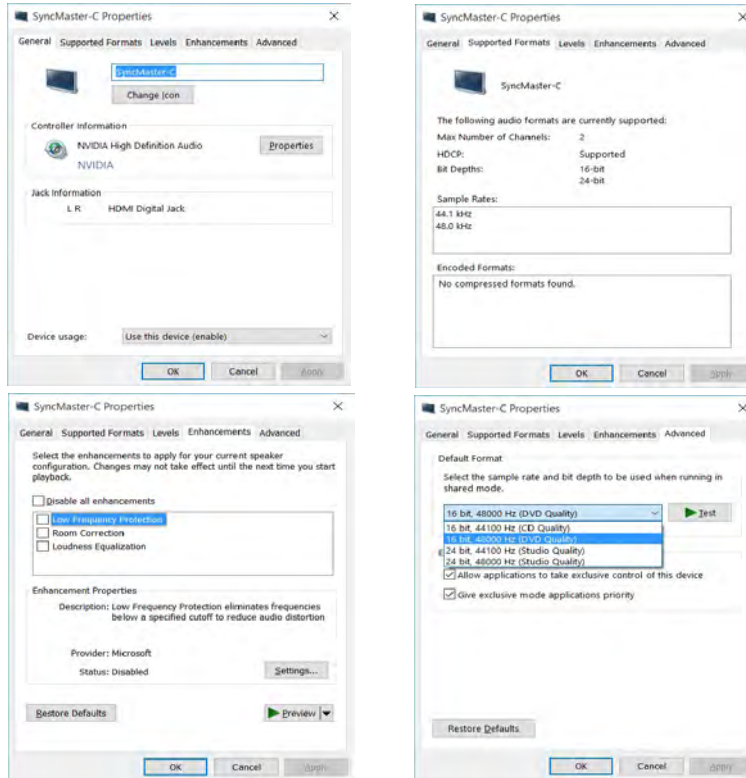 SyncMaster-C Properties
General Supported Formats Levels Enhancements Advanced
SyncMaster-C
Change Icon
Controller Information
NVIDIA High Definition Audio
Properties
NVIDIA
Jack Information
L R HDMI Digital Jack
Device usage: Use this device (enable)
OK Cancel Apply
SyncMaster-C Properties
General Supported Formats Levels Enhancements Advanced
SyncMaster-C
The following audio formats are currently supported:
Max Number of Channels: 2
HDCP: Supported
Bit Depths: 16-bit
24-bit
Sample Rates:
44.1 kHz
48.0 kHz
Encoded Formats:
No compressed formats found.
OK Cancel Apply
SyncMaster-C Properties
General Supported Formats Levels Enhancements Advanced
Select the enhancements to apply for your current speaker
configuration. Changes may not take effect until the next time you start
playback.
Disable all enhancements
Low Frequency Protection
Room Correction
Loudness Equalization
Enhancement Properties
Description: Low Frequency Protection eliminates frequencies
below a specified cutoff to reduce audio distortion
Provider: Microsoft
Status: Disabled
Settings...
Restore Defaults
Preview
OK Cancel Apply
SyncMaster-C Properties
General Supported Formats Levels Enhancements Advanced
Default Format
Select the sample rate and bit depth to be used when running in
shared mode.
16 bit, 48000 Hz (DVD Quality)
Test
16 bit, 44100 Hz (CD Quality)
16 bit, 48000 Hz (DVD Quality)
24 bit, 44100 Hz (Studio Quality)
24 bit, 48000 Hz (Studio Quality)
Allow applications to take exclusive control of this device
Give exclusive mode applications priority
Restore Defaults
OK Cancel Apply